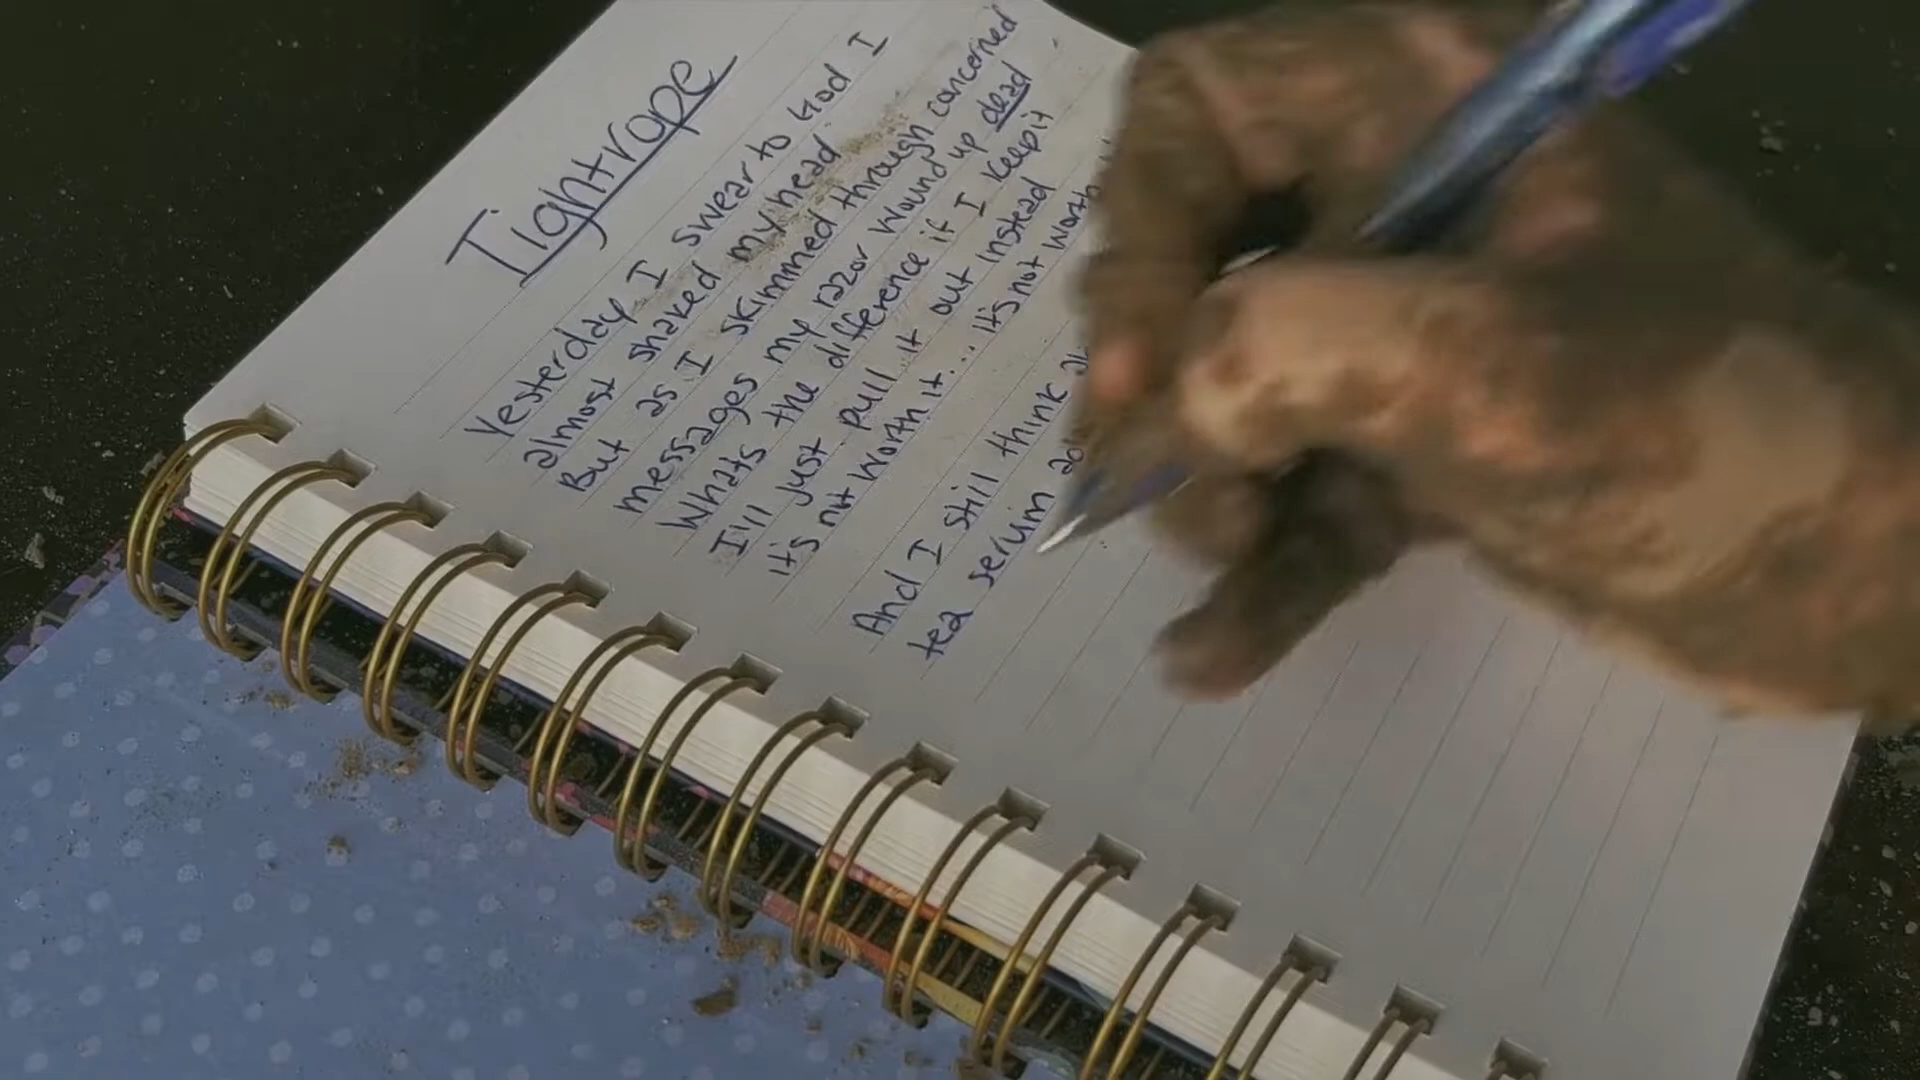 Tightrope
Yesterday I swear to God I
almost shaked my head
But as I skimmed through concerned
messages my razor wound up dead
Whats the difference if I keep it
I'll just pull it out instead
it's not worth it... it's not worth
And I still think
tea serum